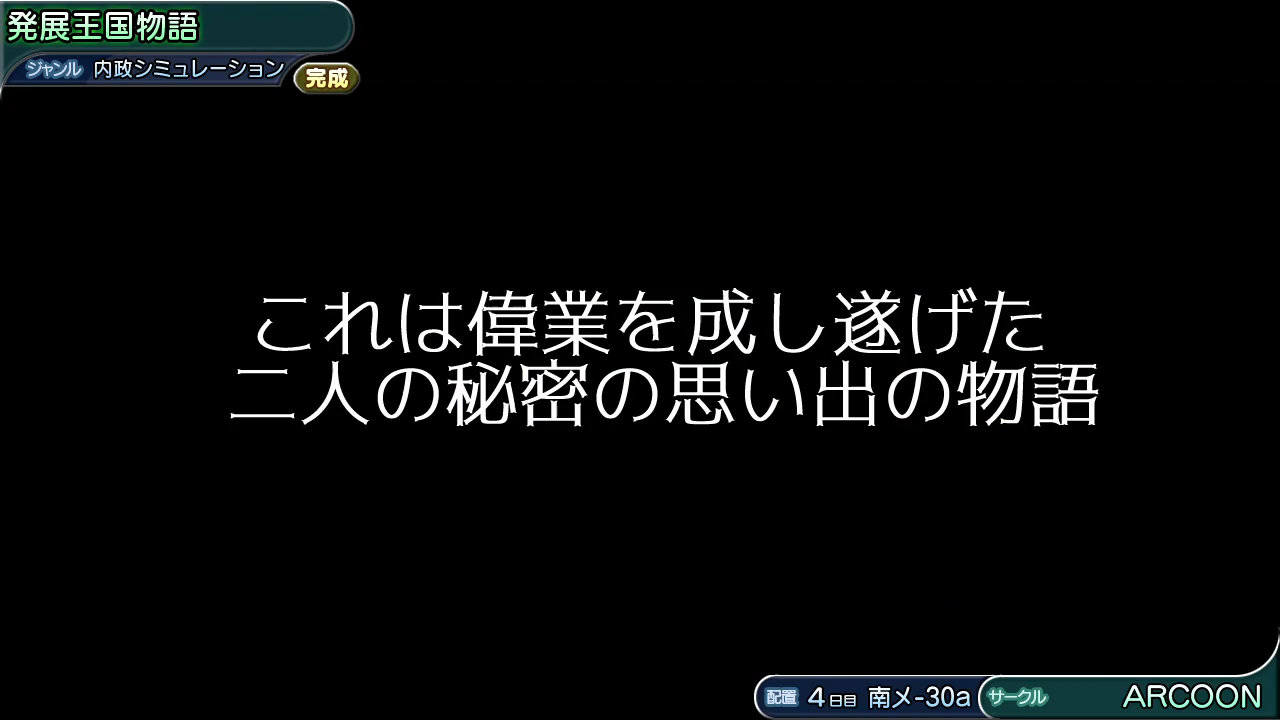 発展王国物語
ジャンル 内政シミュレーション 完成
これは偉業を成し遂げた
二人の秘密の思い出の物語
配置 4日目 南メ-30a サークル ARCOON